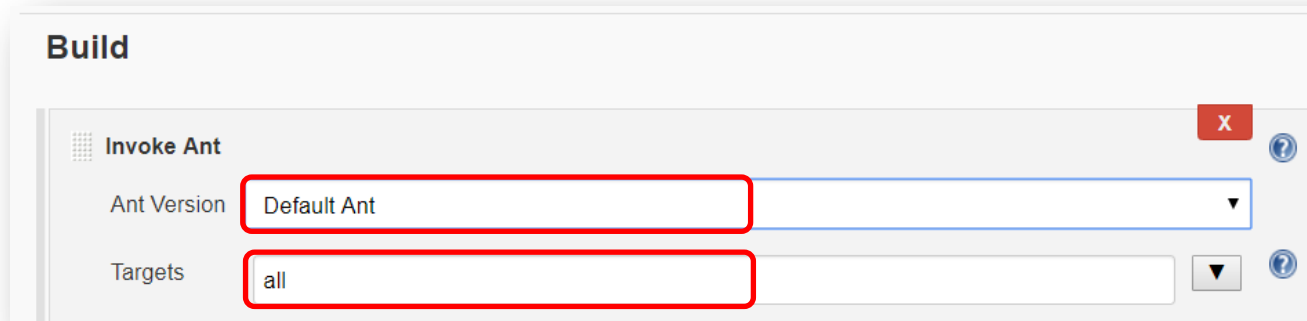 Build
X
Invoke Ant
?
Ant Version Default Ant
Targets all
?